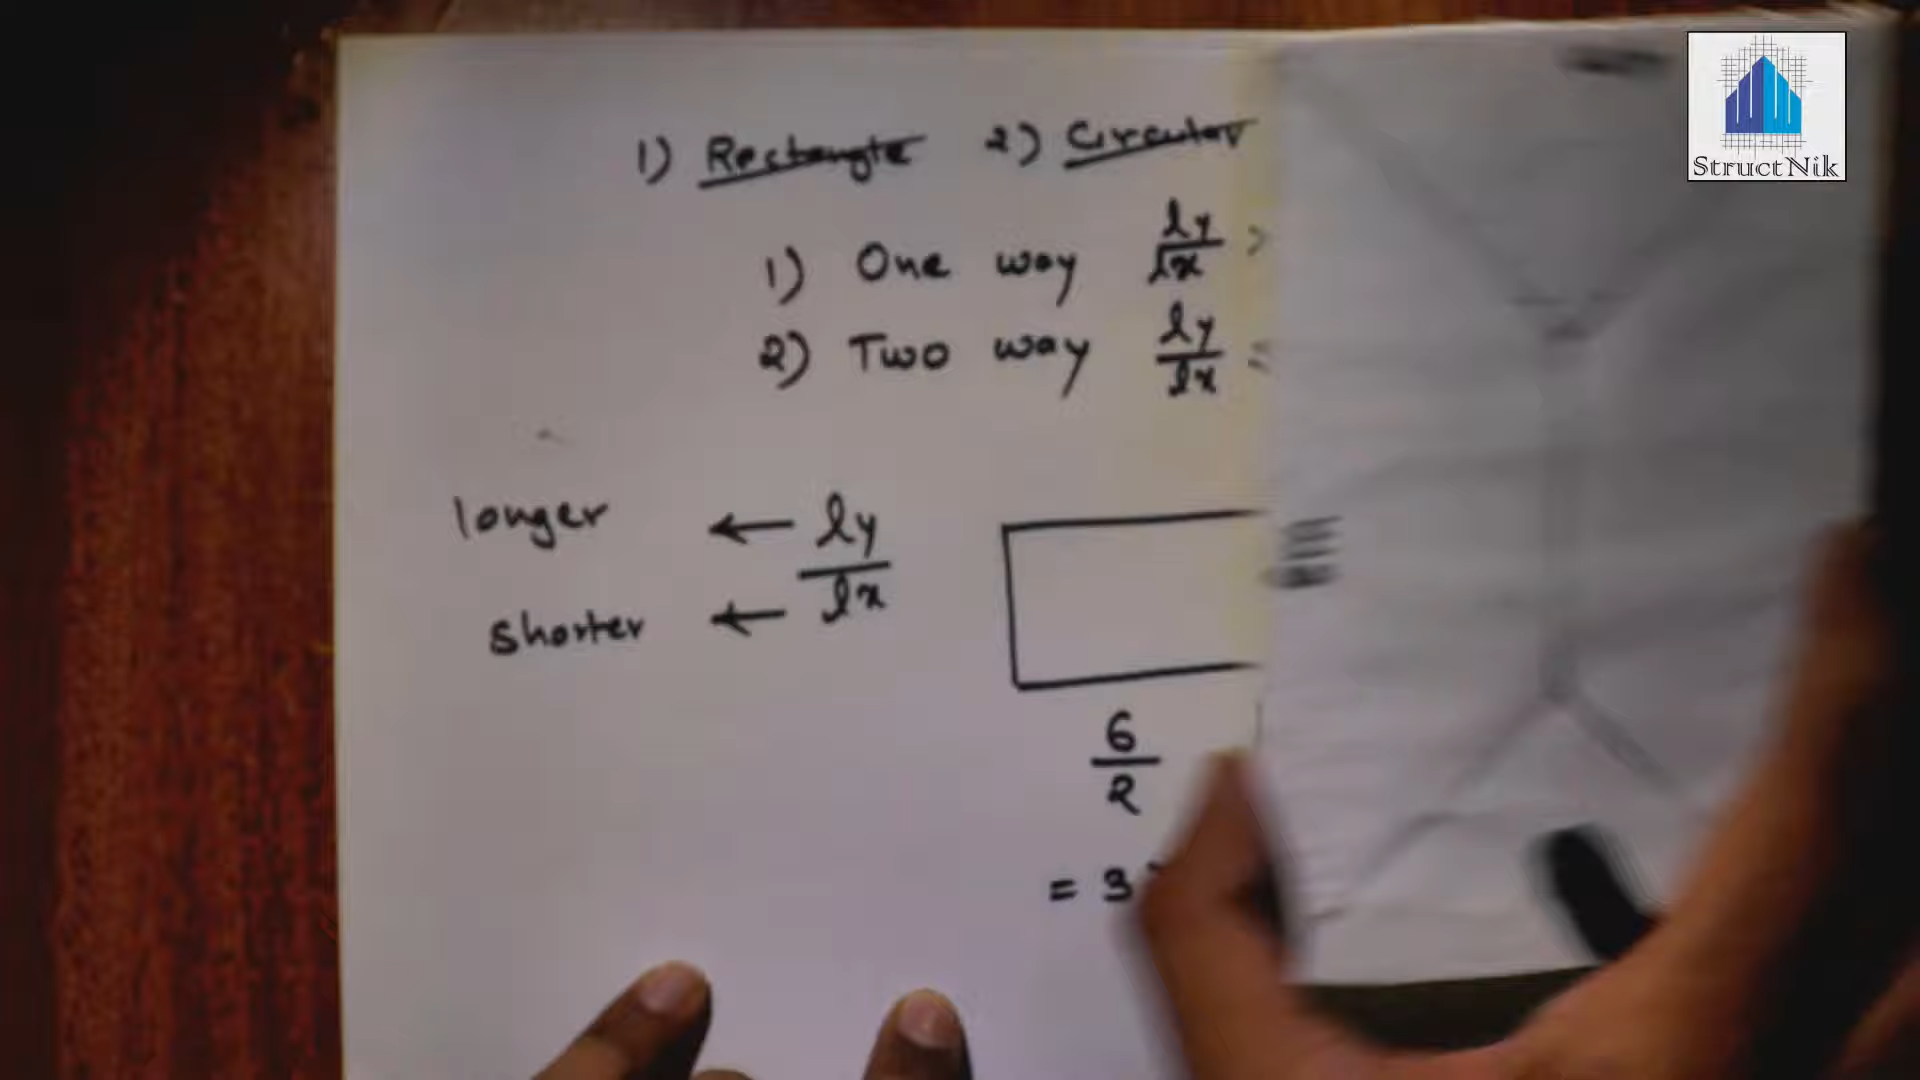 StructNik
1) Rectangle 2) Circular
1) One way ly/lx >
2) Two way ly/lx
longer ← ly
shorter ← lx
6
2
= 3